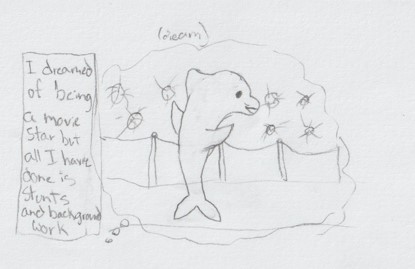 (dream)
I dreamed
of being
a movie
Star but
all I have
done is
stunts
and background
work